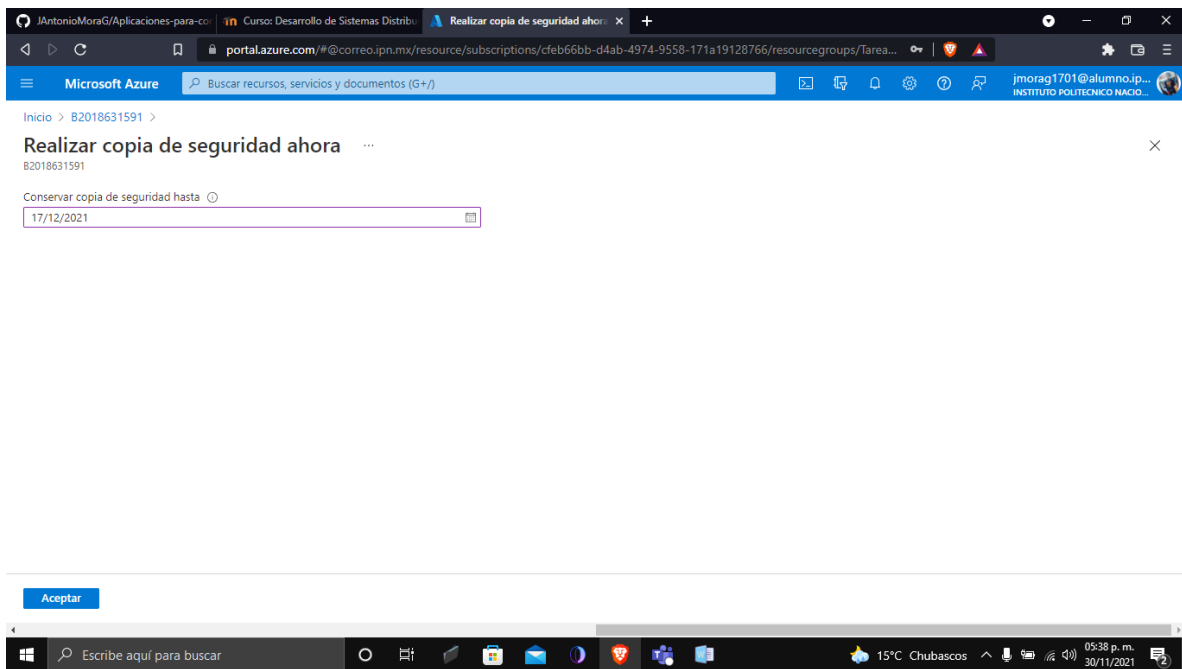 JAntonioMoraG/Aplicaciones-para-cor
Curso: Desarrollo de Sistemas Distribu
Realizar copia de seguridad ahora
portal.azure.com/#@correo.ipn.mx/resource/subscriptions/cfeb66bb-d4ab-4974-9558-171a19128766/resourcegroups/Tarea...
Microsoft Azure
Buscar recursos, servicios y documentos (G+/)
jmorag1701@alumno.ip...
INSTITUTO POLITECNICO NACIO...
Inicio > B2018631591 >
Realizar copia de seguridad ahora ...
B2018631591
Conservar copia de seguridad hasta
17/12/2021
Aceptar
Escribe aquí para buscar
15°C Chubascos
05:38 p. m.
30/11/2021
2